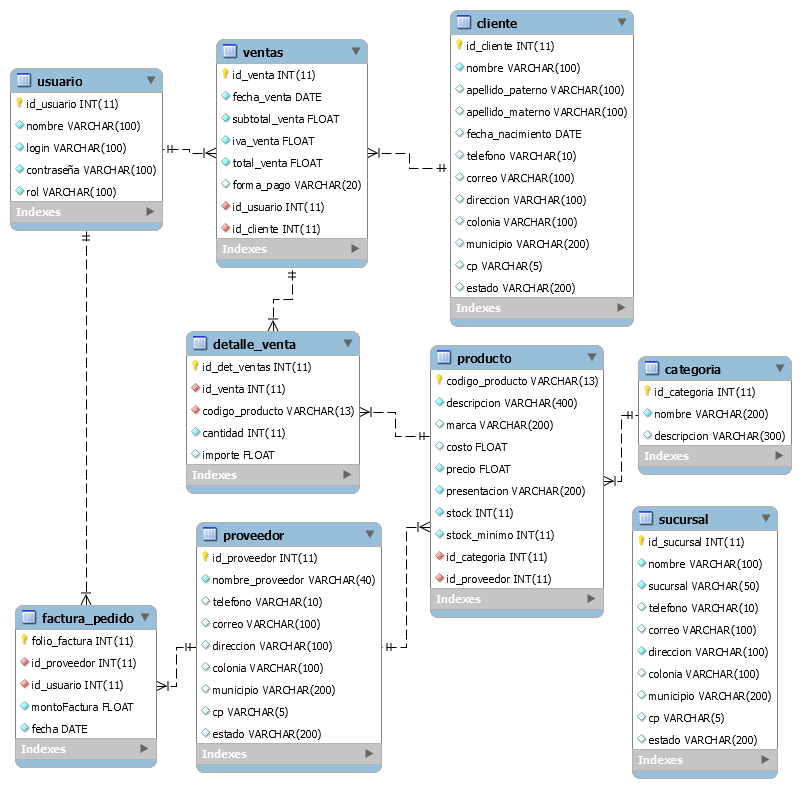 cliente
id_cliente INT(11)
nombre VARCHAR(100)
apellido_paterno VARCHAR(100)
apellido_materno VARCHAR(100)
fecha_nacimiento DATE
telefono VARCHAR(10)
correo VARCHAR(100)
direccion VARCHAR(100)
colonia VARCHAR(100)
municipio VARCHAR(200)
cp VARCHAR(5)
estado VARCHAR(200)
Indexes
ventas
id_venta INT(11)
fecha_venta DATE
subtotal_venta FLOAT
iva_venta FLOAT
total_venta FLOAT
forma_pago VARCHAR(20)
id_usuario INT(11)
id_cliente INT(11)
Indexes
usuario
id_usuario INT(11)
nombre VARCHAR(100)
login VARCHAR(100)
contraseña VARCHAR(100)
rol VARCHAR(100)
Indexes
detalle_venta
id_det_ventas INT(11)
id_venta INT(11)
codigo_producto VARCHAR(13)
cantidad INT(11)
importe FLOAT
Indexes
producto
codigo_producto VARCHAR(13)
descripcion VARCHAR(400)
marca VARCHAR(200)
costo FLOAT
precio FLOAT
presentacion VARCHAR(200)
stock INT(11)
stock_minimo INT(11)
id_categoria INT(11)
id_proveedor INT(11)
Indexes
categoria
id_categoria INT(11)
nombre VARCHAR(200)
descripcion VARCHAR(300)
Indexes
sucursal
id_sucursal INT(11)
nombre VARCHAR(100)
sucursal VARCHAR(50)
telefono VARCHAR(10)
correo VARCHAR(100)
direccion VARCHAR(100)
colonia VARCHAR(100)
municipio VARCHAR(200)
cp VARCHAR(5)
estado VARCHAR(200)
Indexes
proveedor
id_proveedor INT(11)
nombre_proveedor VARCHAR(40)
telefono VARCHAR(10)
correo VARCHAR(100)
direccion VARCHAR(100)
colonia VARCHAR(100)
municipio VARCHAR(200)
cp VARCHAR(5)
estado VARCHAR(200)
Indexes
factura_pedido
folio_factura INT(11)
id_proveedor INT(11)
id_usuario INT(11)
montoFactura FLOAT
fecha DATE
Indexes